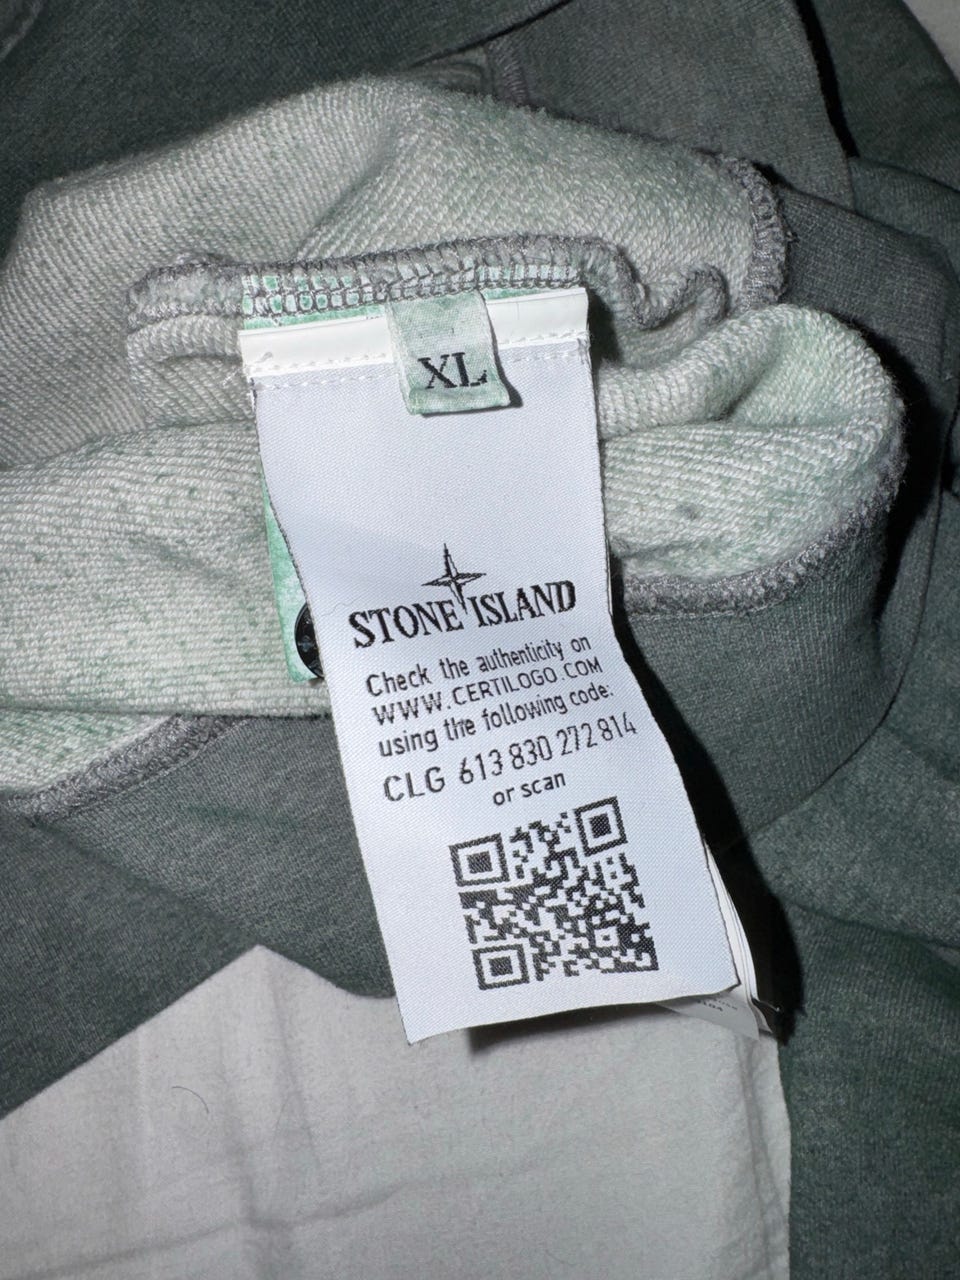 XL
STONE ISLAND
Check the authenticity on
WWW.CERTILOGO.COM
using the following code:
CLG 613 830 272 814
or scan